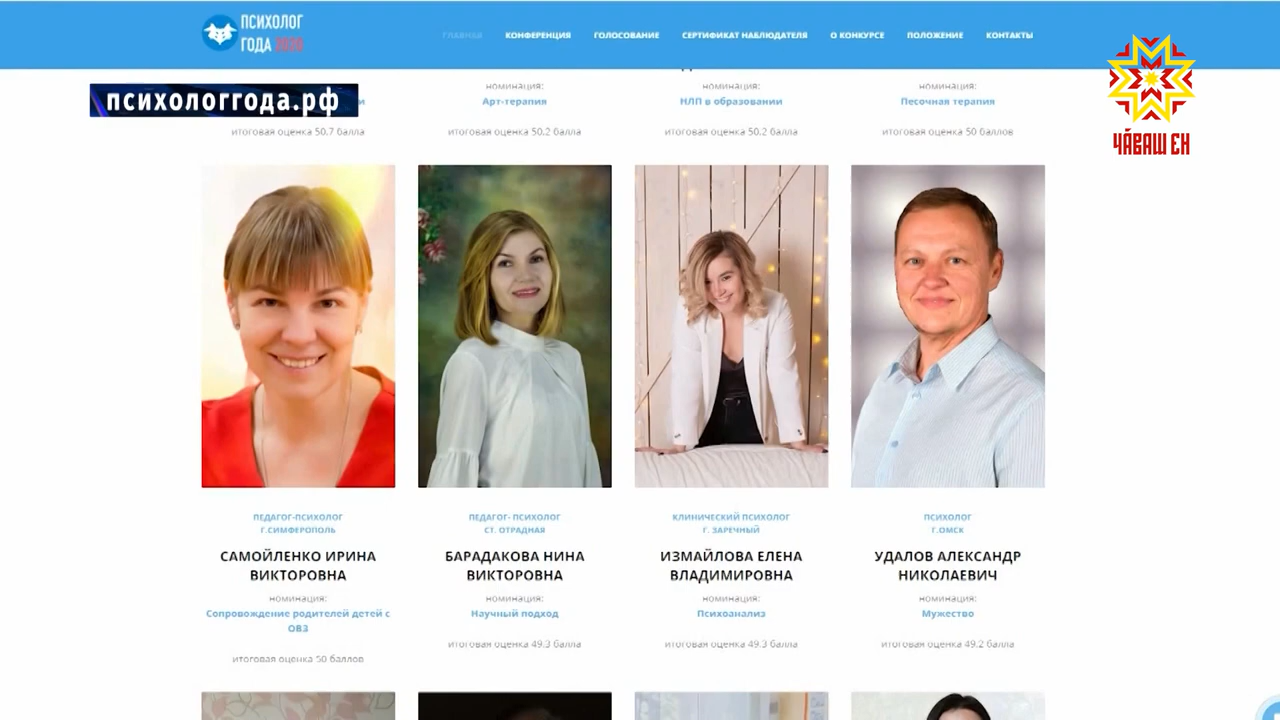 ПСИХОЛОГ
ГОДА 2020
ГЛАВНАЯ КОНФЕРЕНЦИЯ ГОЛОСОВАНИЕ СЕРТИФИКАТ НАБЛЮДАТЕЛЯ О КОНКУРСЕ ПОЛОЖЕНИЕ КОНТАКТЫ
ЧӐВАШ ЕН
психологгода.рф
номинация: номинация: номинация:
Арт-терапия НЛП в образовании Песочная терапия
итоговая оценка 50.7 балла итоговая оценка 50.2 балла итоговая оценка 50.2 балла итоговая оценка 50 баллов
ПЕДАГОГ-ПСИХОЛОГ
Г.СИМФЕРОПОЛЬ
САМОЙЛЕНКО ИРИНА
ВИКТОРОВНА
номинация:
Сопровождение родителей детей с
ОВЗ
итоговая оценка 50 баллов
ПЕДАГОГ- ПСИХОЛОГ
СТ. ОТРАДНАЯ
БАРАДАКОВА НИНА
ВИКТОРОВНА
номинация:
Научный подход
итоговая оценка 49.3 балла
КЛИНИЧЕСКИЙ ПСИХОЛОГ
Г. ЗАРЕЧНЫЙ
ИЗМАЙЛОВА ЕЛЕНА
ВЛАДИМИРОВНА
номинация:
Психоанализ
итоговая оценка 49.3 балла
ПСИХОЛОГ
Г.ОМСК
УДАЛОВ АЛЕКСАНДР
НИКОЛАЕВИЧ
номинация:
Мужество
итоговая оценка 49.2 балла